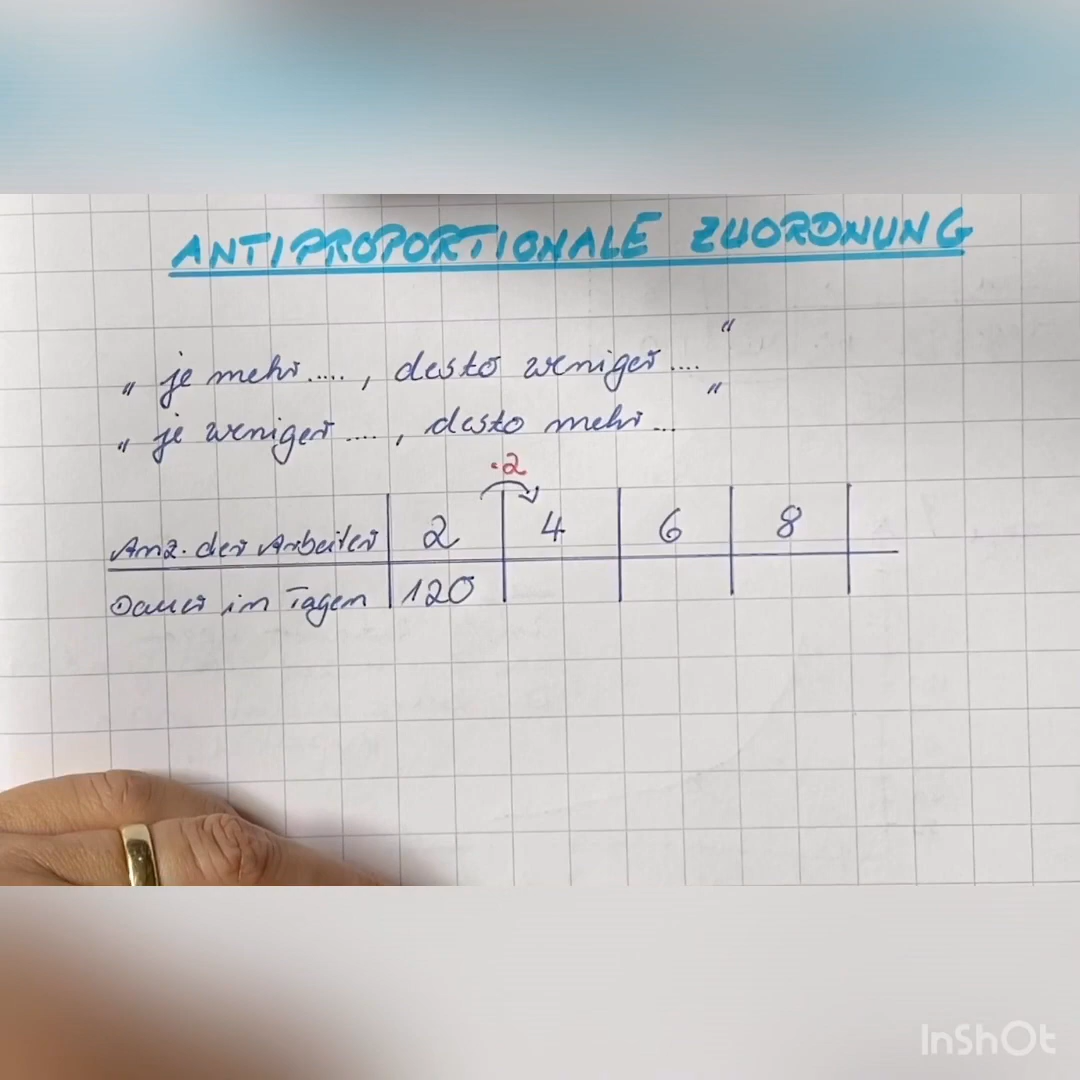 ANTIPROPORTIONALE ZUORDNUNG
„ je mehr....., desto weniger.... “
„ je weniger...., desto mehr... “
·2
Anz. der Arbeiter 2 4 6 8
Dauer in Tagen 120
InShOt